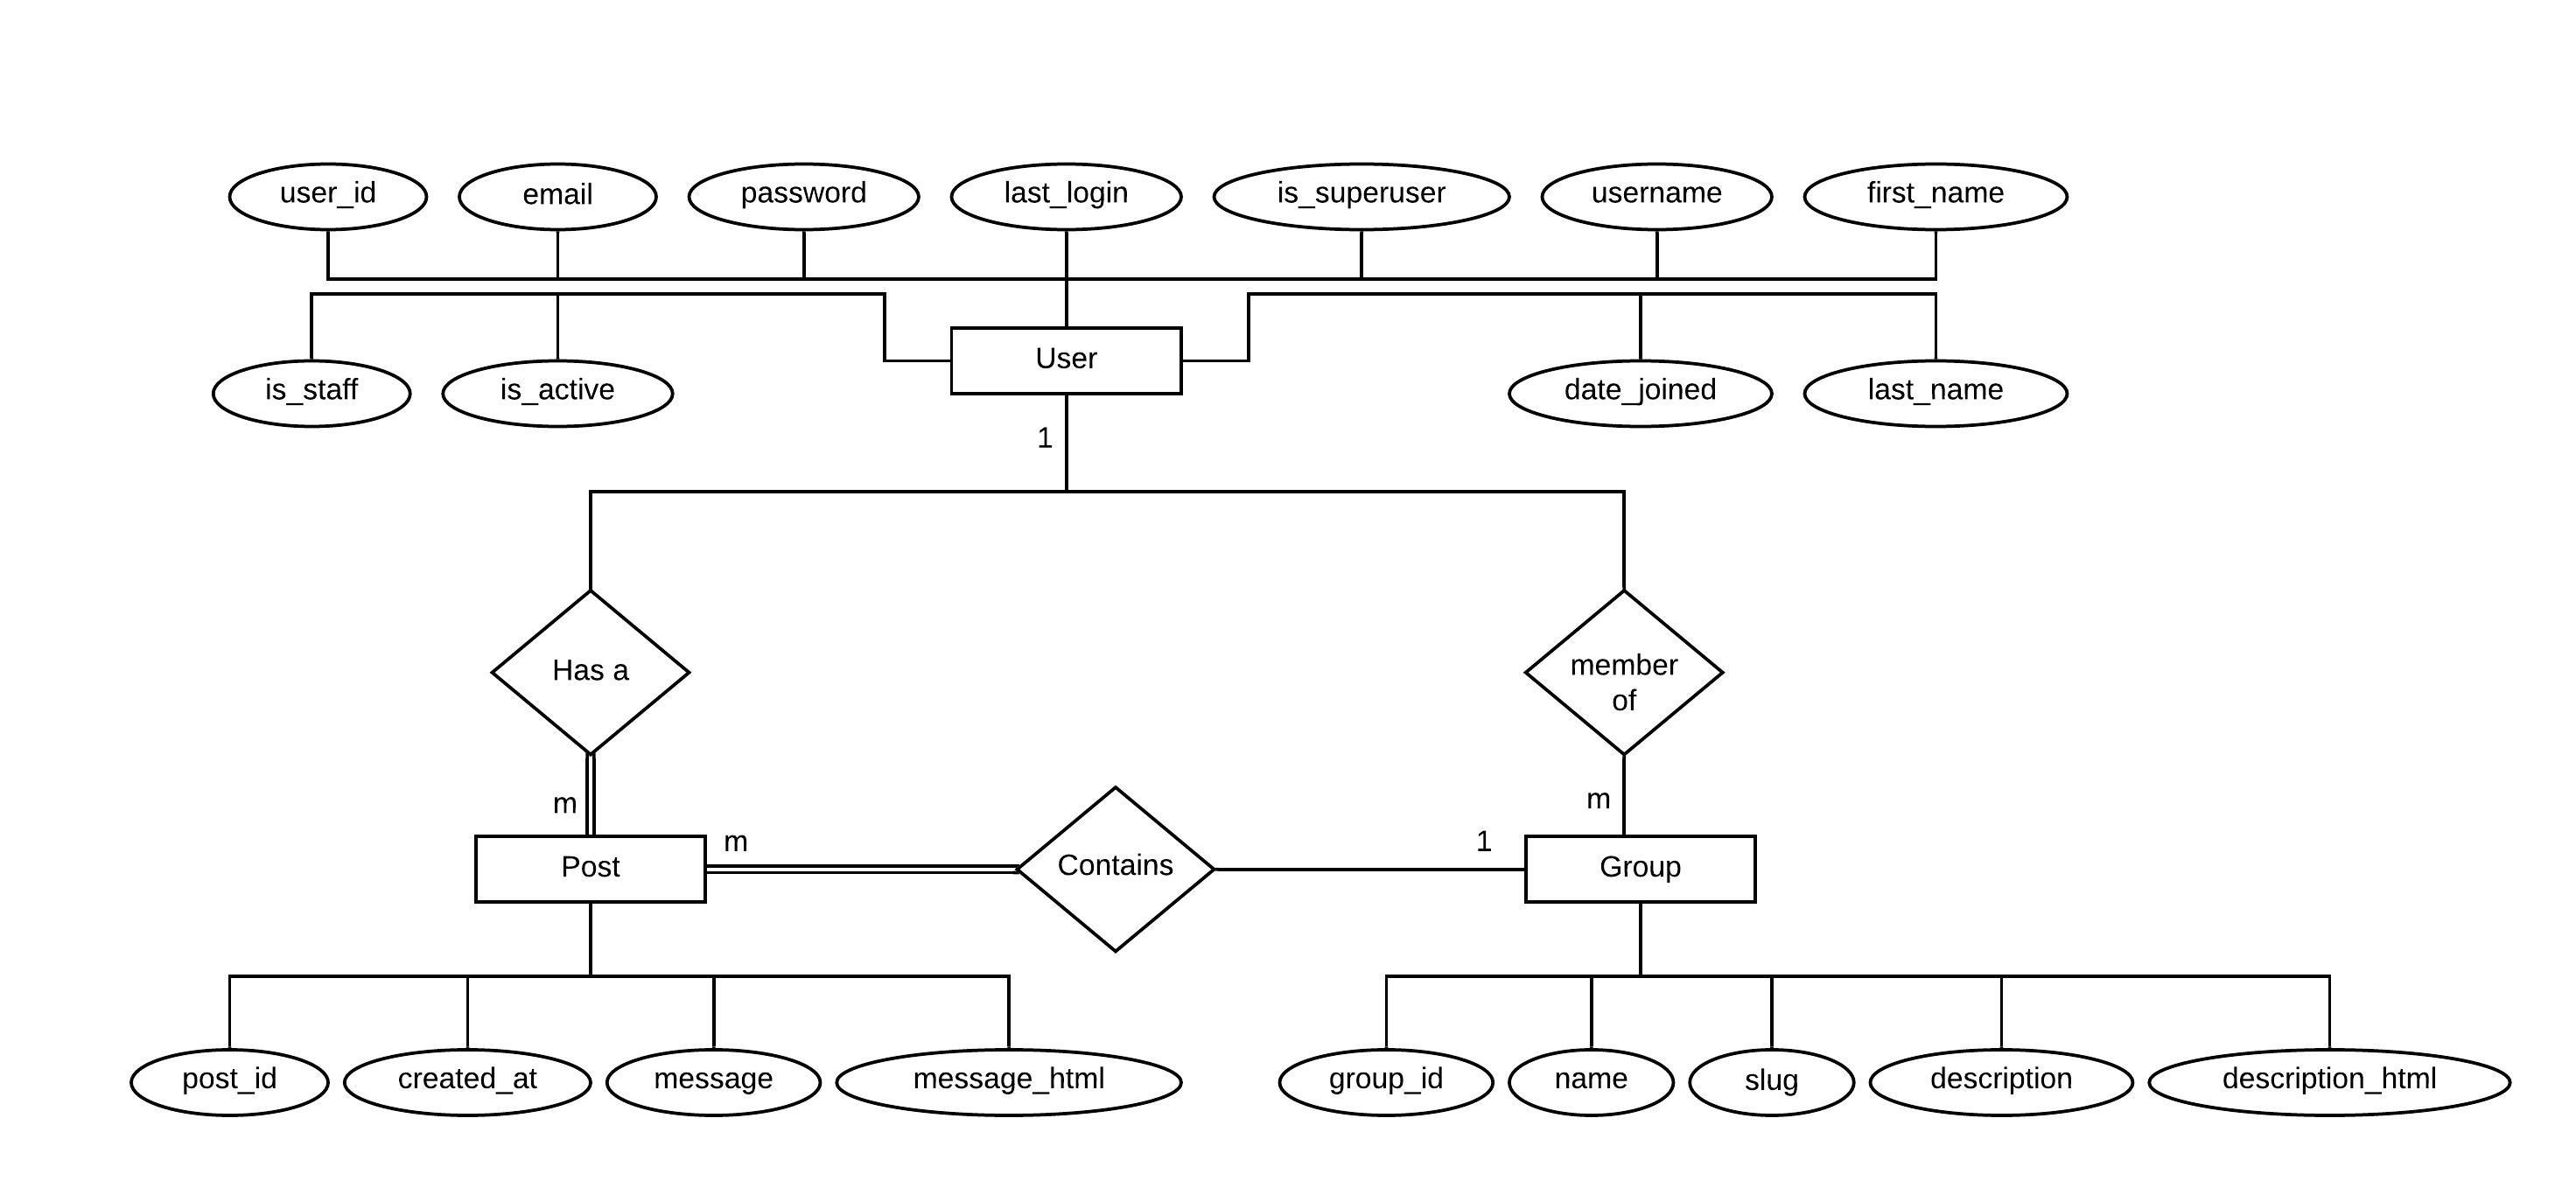 user_id
email
password
last_login
is_superuser
username
first_name
is_staff
is_active
User
date_joined
last_name
1
Has a
member
of
m
m
Post
m
Contains
1
Group
post_id
created_at
message
message_html
group_id
name
slug
description
description_html